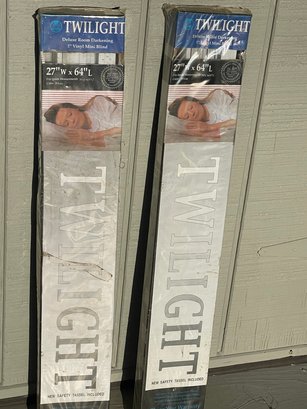 TWILIGHT
Deluxe Room Darkening
1" Vinyl Mini Blind
27"W x 64"L
TWILIGHT
NEW SAFETY TASSEL INCLUDED
TWILIGHT
Deluxe Room Darkening
1" Vinyl Mini Blind
27"W x 64"L
TWILIGHT
NEW SAFETY TASSEL INCLUDED